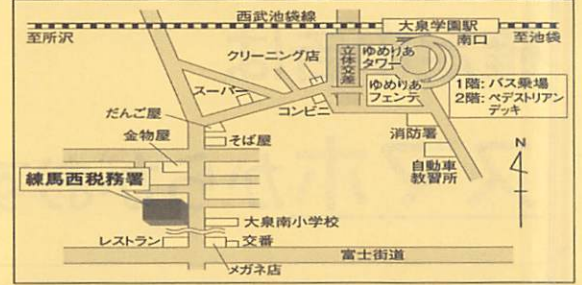 西武池袋線
大泉学園駅
至所沢
南口
至池袋
クリーニング店
立体交差
ゆめりあ
タワー
スーパー
ゆめりあ
フェンテ
1階:バス乗場
2階:ペデストリアン
デッキ
コンビニ
だんご屋
金物屋
そば屋
消防署
自動車
教習所
N
練馬西税務署
大泉南小学校
レストラン
交番
富士街道
メガネ店